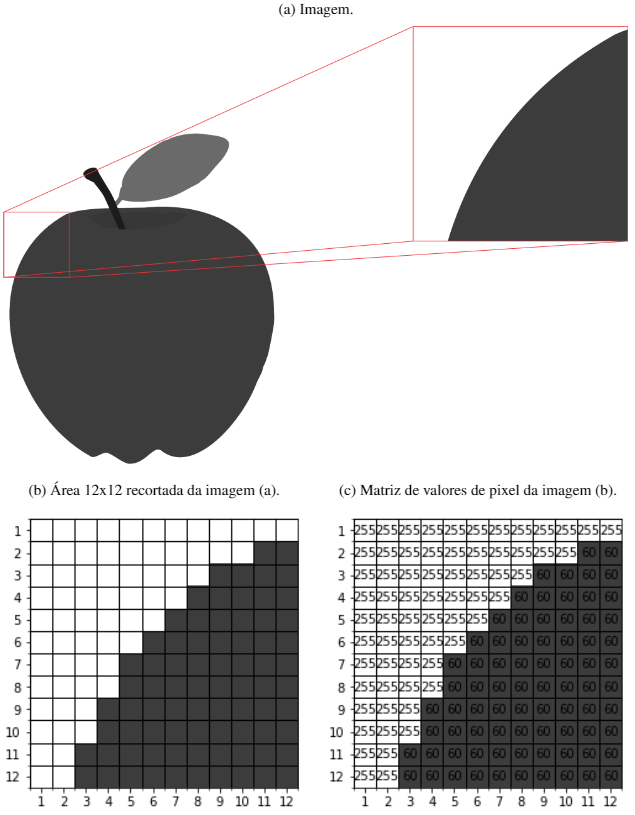 (a) Imagem.
(b) Área 12x12 recortada da imagem (a).
1
2
3
4
5
6
7
8
9
10
11
12
1 2 3 4 5 6 7 8 9 10 11 12
(c) Matriz de valores de pixel da imagem (b).
1 255 255 255 255 255 255 255 255 255 255 255 255
2 255 255 255 255 255 255 255 255 255 255 60 60
3 255 255 255 255 255 255 255 255 60 60 60 60
4 255 255 255 255 255 255 255 60 60 60 60 60
5 255 255 255 255 255 255 60 60 60 60 60 60
6 255 255 255 255 255 60 60 60 60 60 60 60
7 255 255 255 255 60 60 60 60 60 60 60 60
8 255 255 255 255 60 60 60 60 60 60 60 60
9 255 255 255 60 60 60 60 60 60 60 60 60
10 255 255 255 60 60 60 60 60 60 60 60 60
11 255 255 60 60 60 60 60 60 60 60 60 60
12 255 255 60 60 60 60 60 60 60 60 60 60
1 2 3 4 5 6 7 8 9 10 11 12